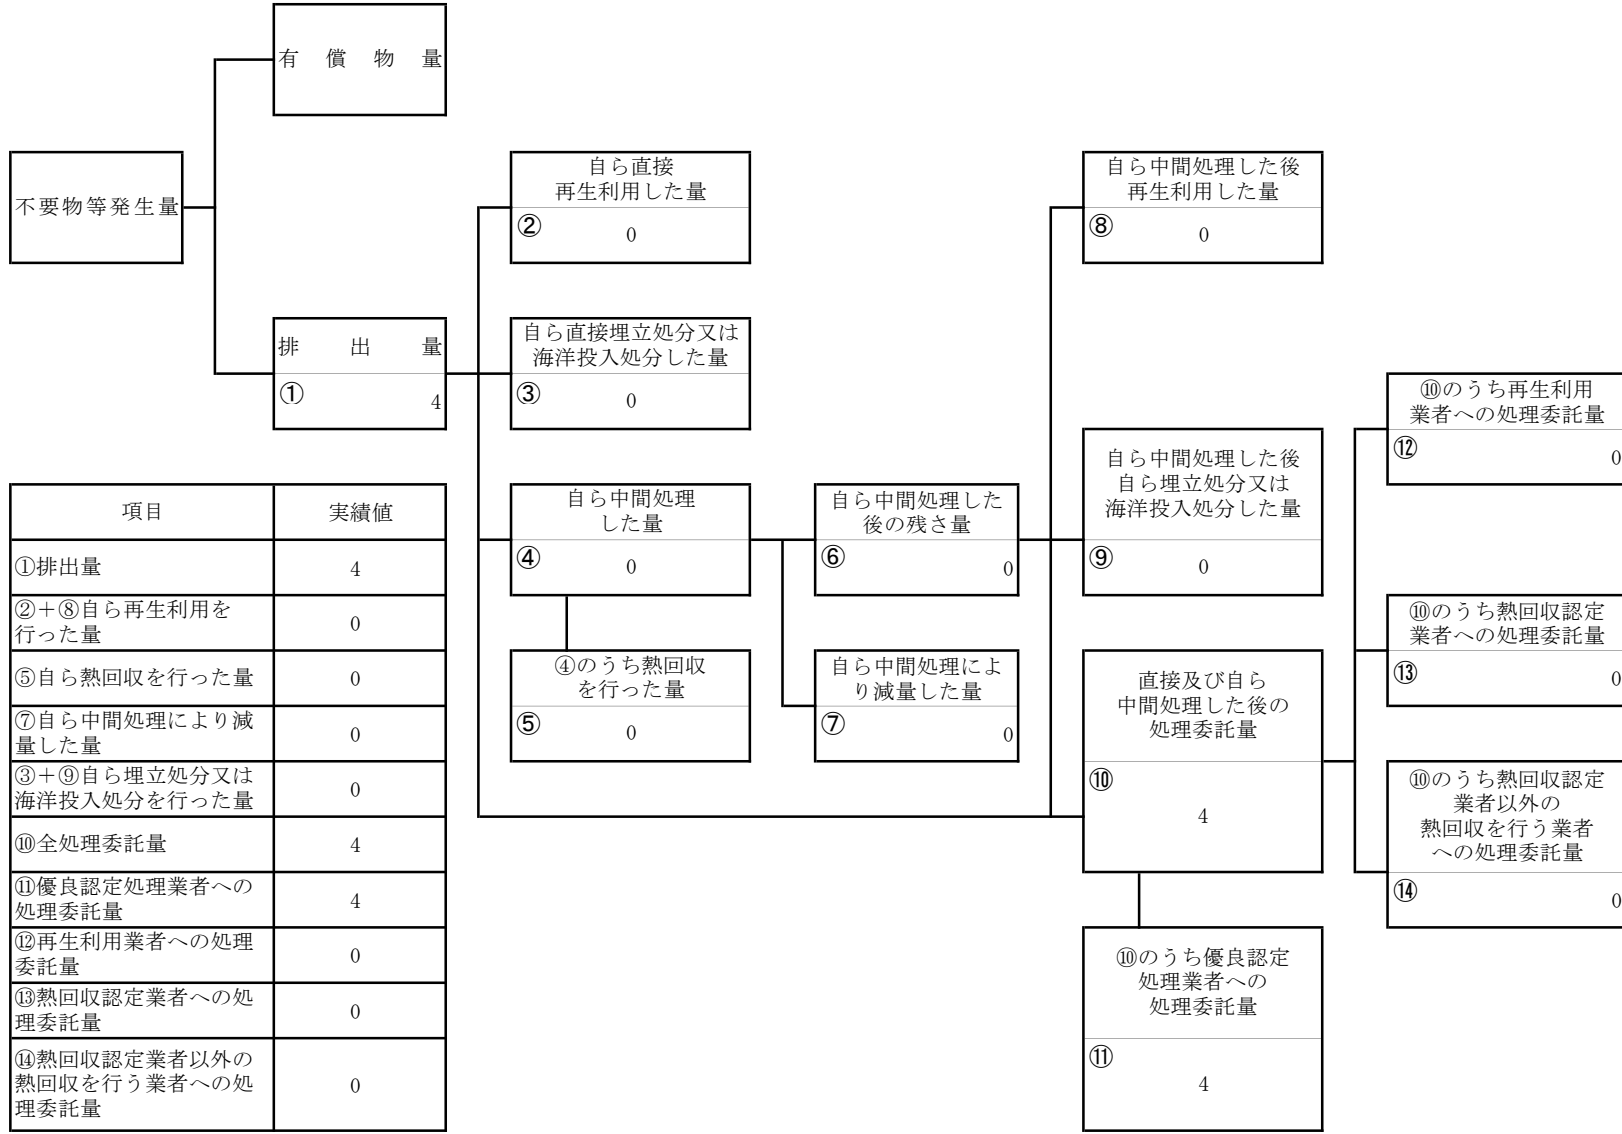 有償物量
不要物等発生量
排出量
① 4
自ら直接
再生利用した量
② 0
自ら直接埋立処分又は
海洋投入処分した量
③ 0
自ら中間処理
した量
④ 0
④のうち熱回収
を行った量
⑤ 0
自ら中間処理した
後の残さ量
⑥ 0
自ら中間処理によ
り減量した量
⑦ 0
自ら中間処理した後
再生利用した量
⑧ 0
自ら中間処理した後
自ら埋立処分又は
海洋投入処分した量
⑨ 0
直接及び自ら
中間処理した後の
処理委託量
⑩
4
⑩のうち優良認定
処理業者への
処理委託量
⑪
4
⑩のうち再生利用
業者への処理委託量
⑫ 0
⑩のうち熱回収認定
業者への処理委託量
⑬ 0
⑩のうち熱回収認定
業者以外の
熱回収を行う業者
への処理委託量
⑭ 0
項目 実績値
①排出量 4
②+⑧自ら再生利用を
行った量 0
⑤自ら熱回収を行った量 0
⑦自ら中間処理により減
量した量 0
③+⑨自ら埋立処分又は
海洋投入処分を行った量 0
⑩全処理委託量 4
⑪優良認定処理業者への
処理委託量 4
⑫再生利用業者への処理
委託量 0
⑬熱回収認定業者への処
理委託量 0
⑭熱回収認定業者以外の
熱回収を行う業者への処
理委託量 0